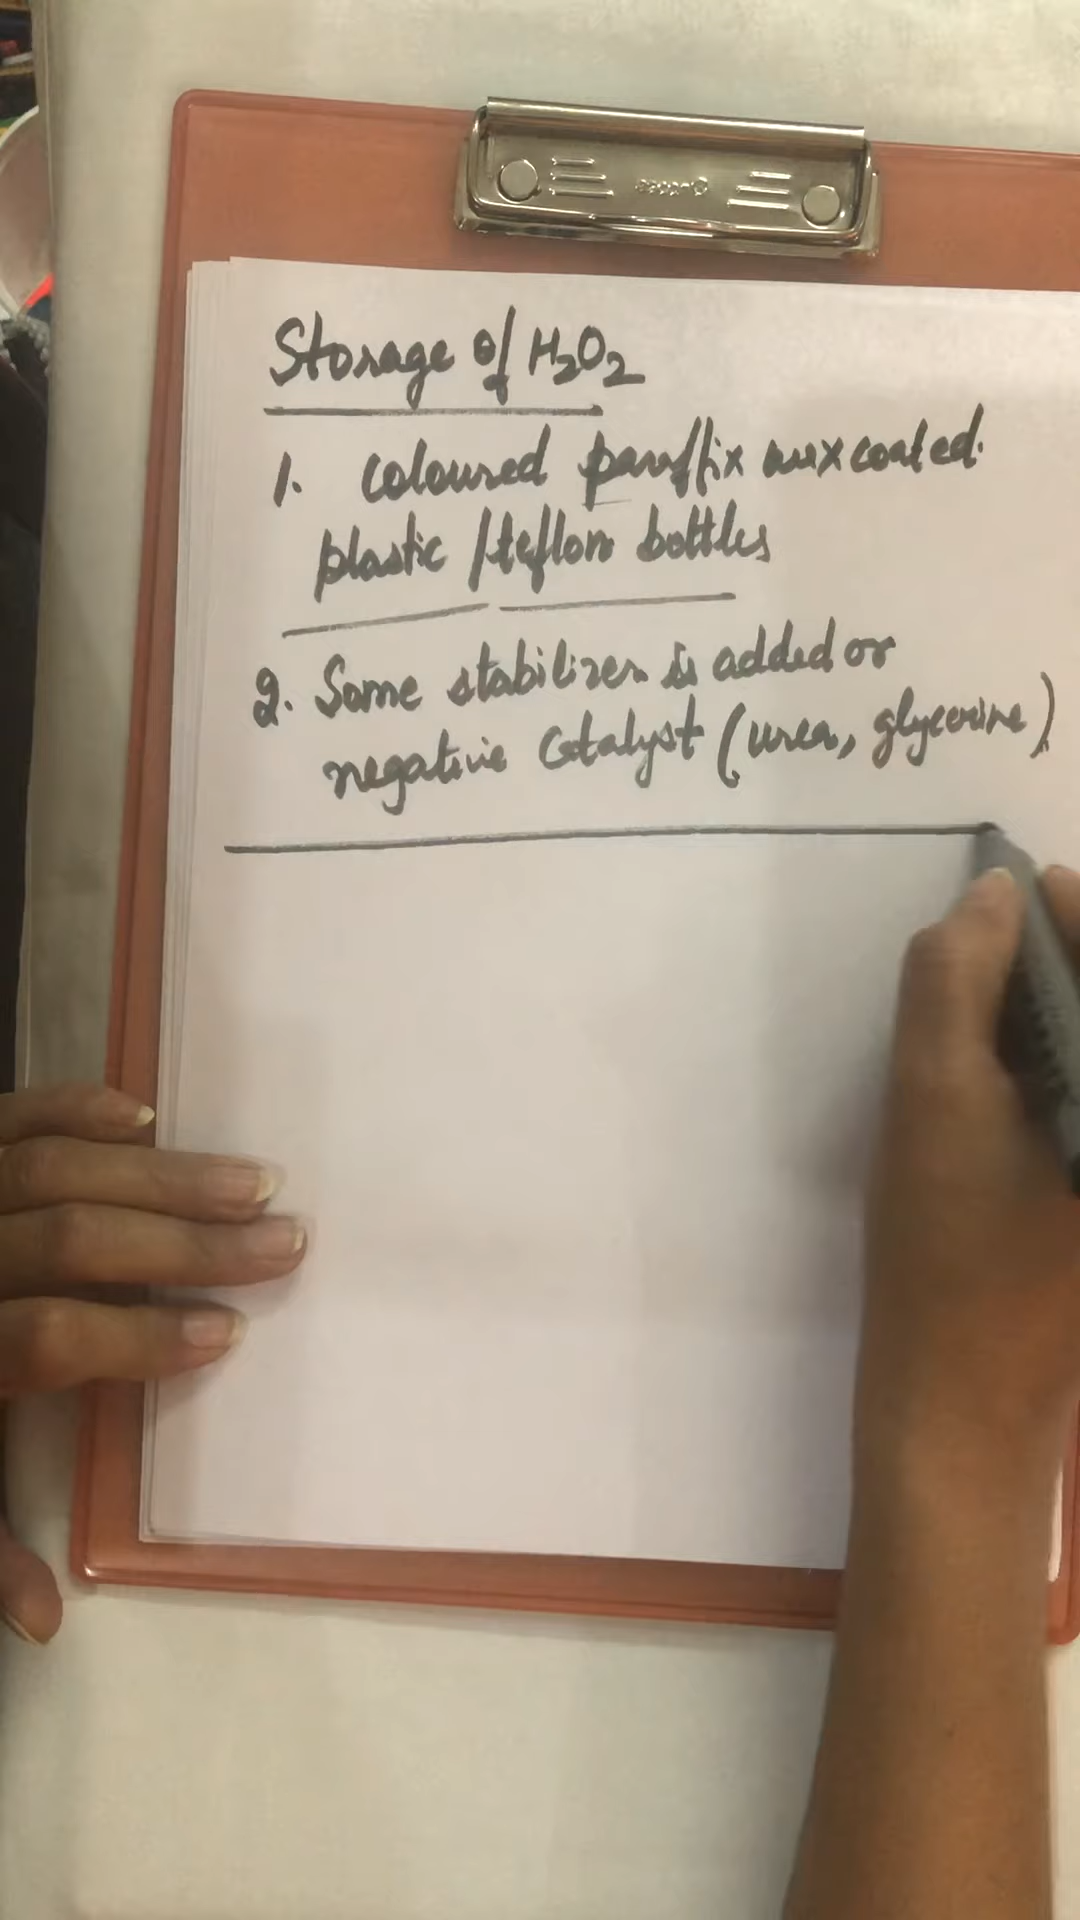 Storage of H₂O₂
1. Coloured paraffix wax coated.
plastic / teflon bottles
2. Some stabilizer is added or
negative catalyst (urea, glycerine)